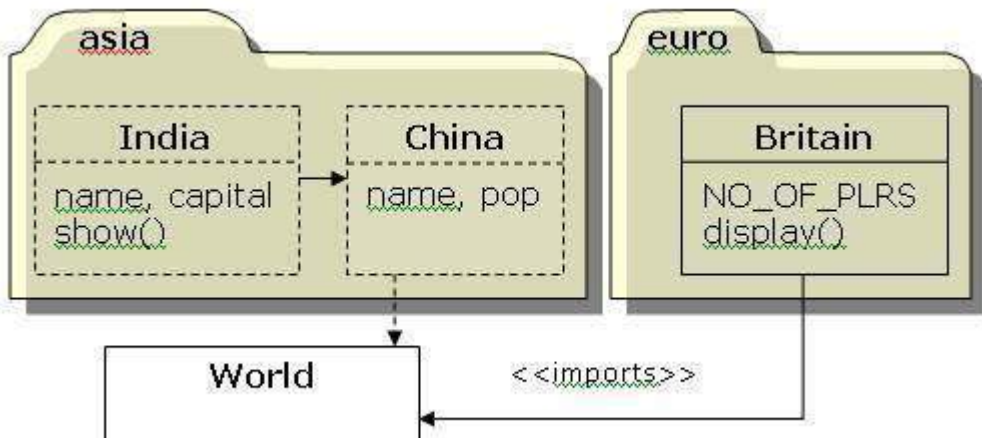 asia
India
name, capital
show()
China
name, pop
euro
Britain
NO_OF_PLRS
display()
World
<<imports>>